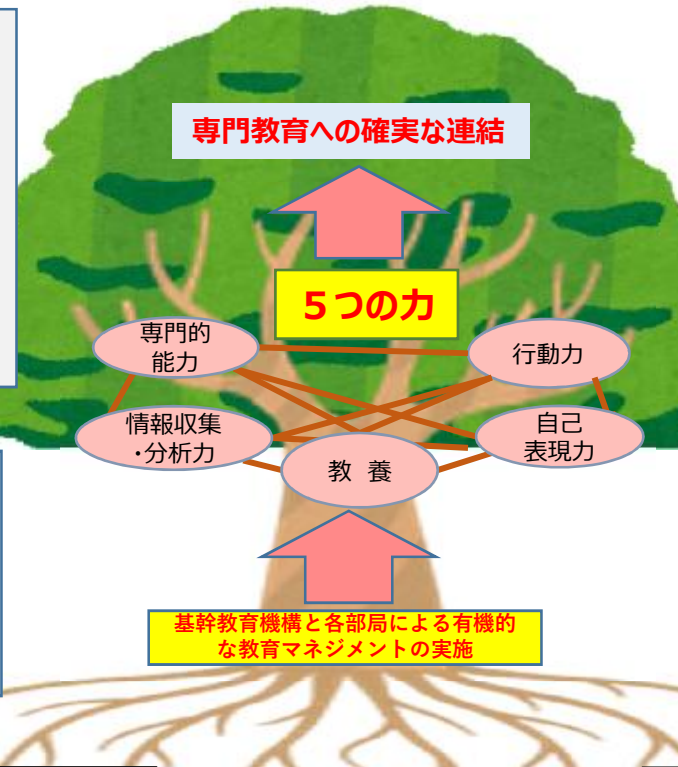 専門教育への確実な連結
５つの力
専門的
能力
行動力
情報収集
・分析力
自己
表現力
教 養
基幹教育機構と各部局による有機的
な教育マネジメントの実施